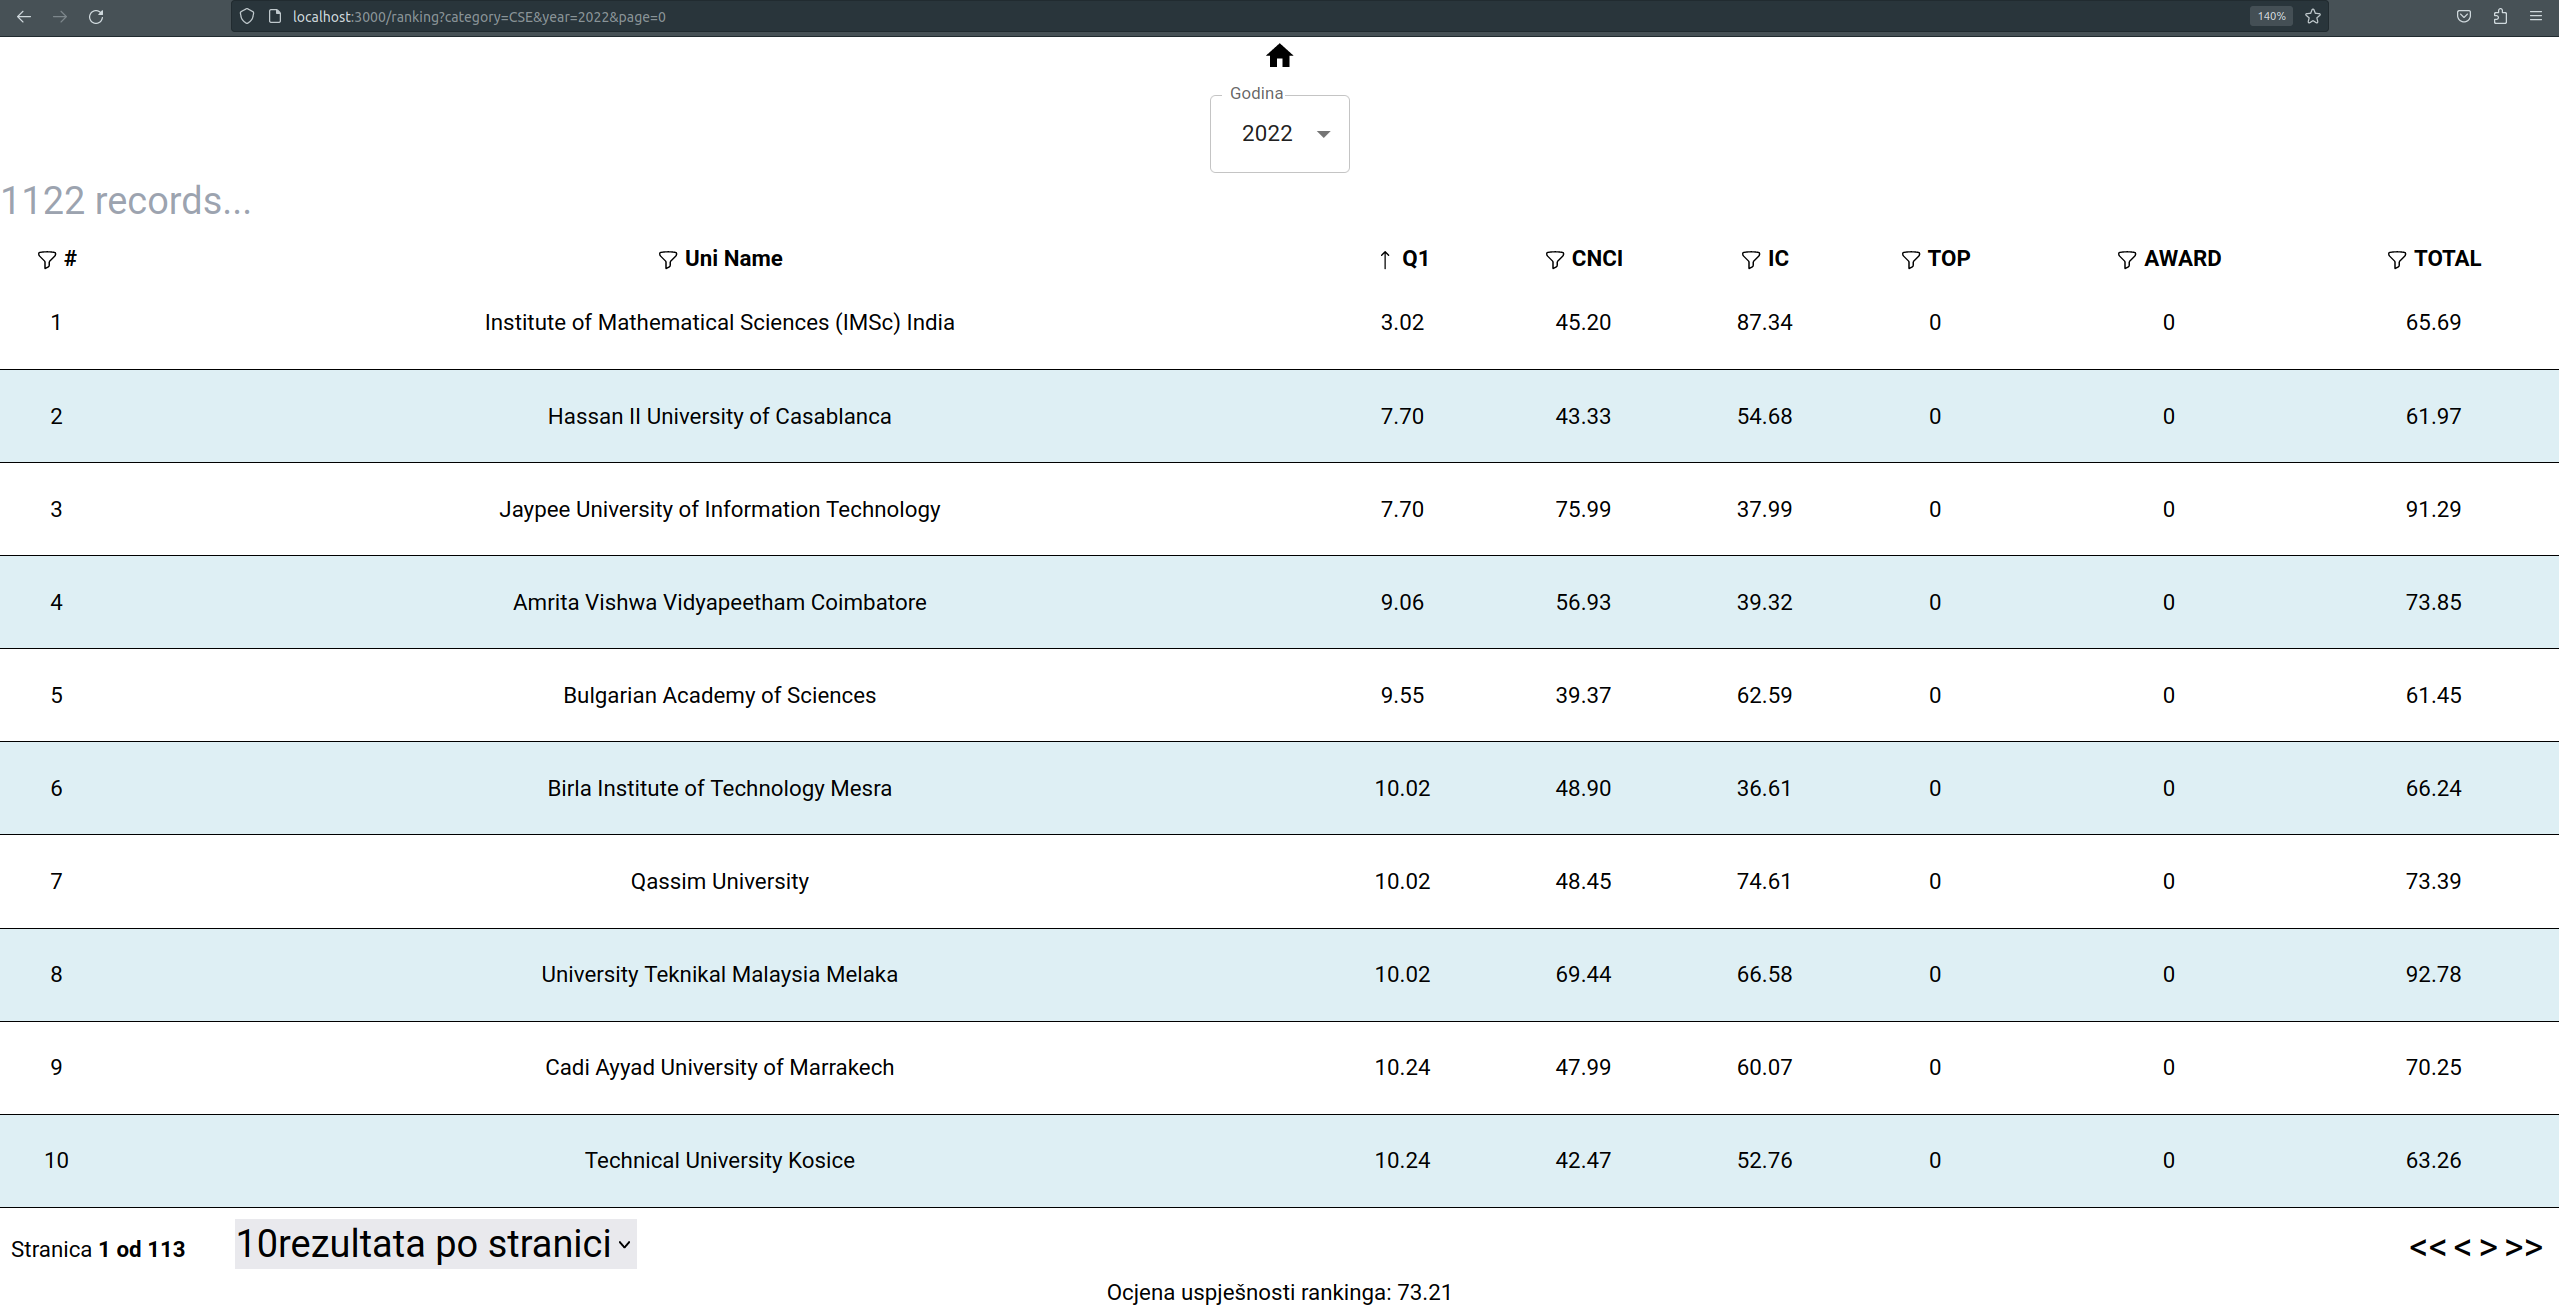 localhost:3000/ranking?category=CSE&year=2022&page=0 140%
Godina
2022
1122 records...
# Uni Name Q1 CNCI IC TOP AWARD TOTAL
1 Institute of Mathematical Sciences (IMSc) India 3.02 45.20 87.34 0 0 65.69
2 Hassan II University of Casablanca 7.70 43.33 54.68 0 0 61.97
3 Jaypee University of Information Technology 7.70 75.99 37.99 0 0 91.29
4 Amrita Vishwa Vidyapeetham Coimbatore 9.06 56.93 39.32 0 0 73.85
5 Bulgarian Academy of Sciences 9.55 39.37 62.59 0 0 61.45
6 Birla Institute of Technology Mesra 10.02 48.90 36.61 0 0 66.24
7 Qassim University 10.02 48.45 74.61 0 0 73.39
8 University Teknikal Malaysia Melaka 10.02 69.44 66.58 0 0 92.78
9 Cadi Ayyad University of Marrakech 10.24 47.99 60.07 0 0 70.25
10 Technical University Kosice 10.24 42.47 52.76 0 0 63.26
Stranica 1 od 113 10rezultata po stranici << < > >>
Ocjena uspješnosti rankinga: 73.21